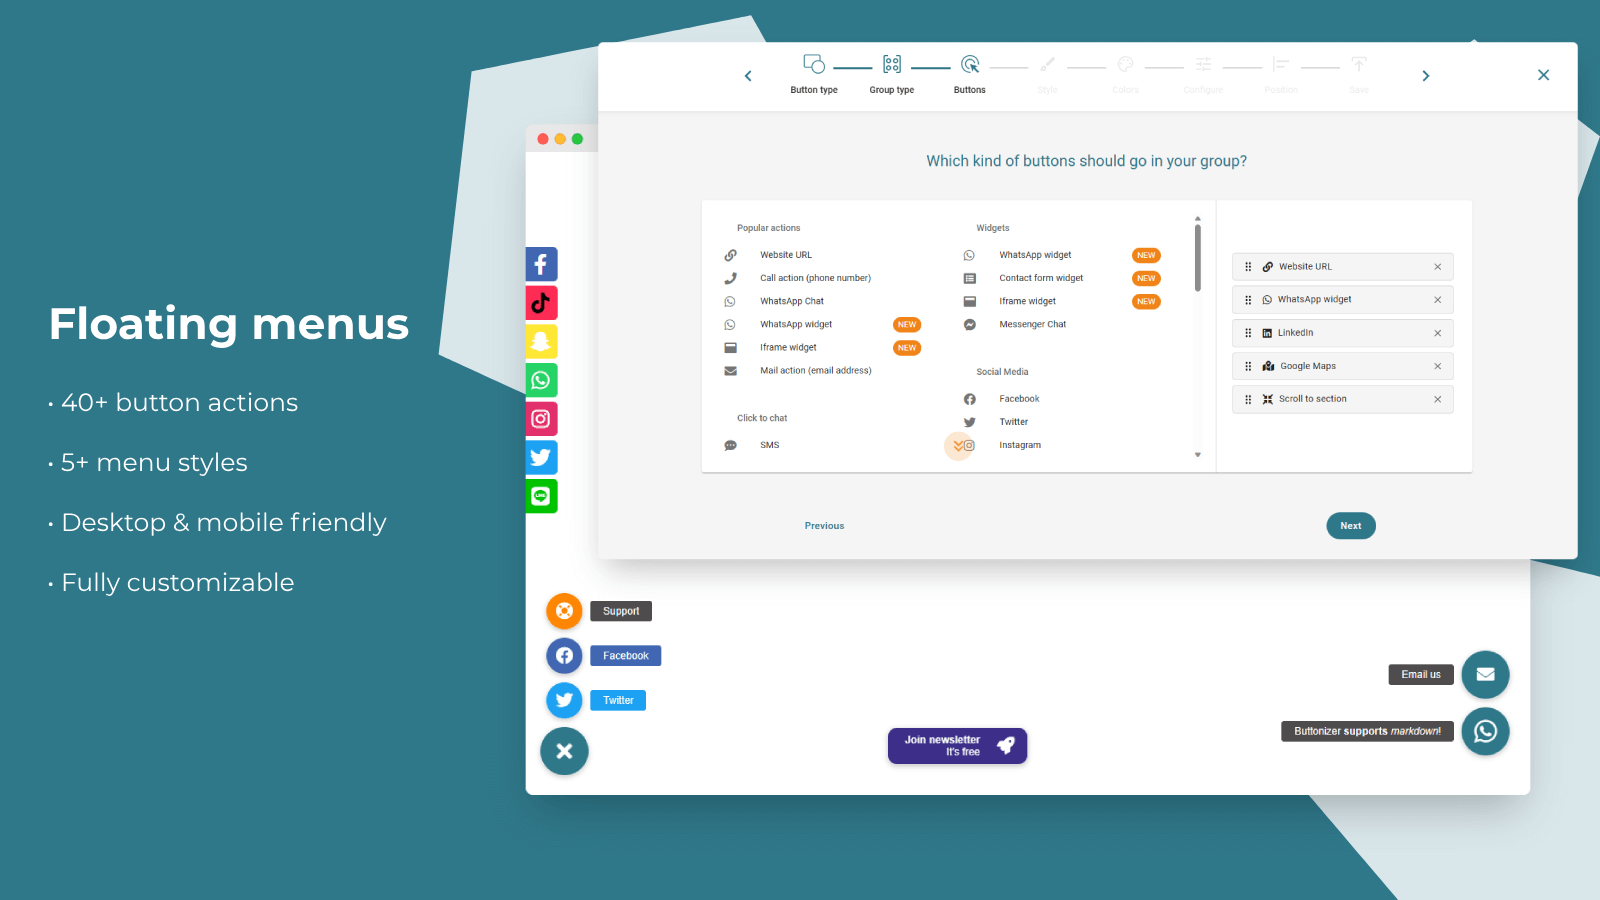 Floating menus
• 40+ button actions
• 5+ menu styles
• Desktop & mobile friendly
• Fully customizable
Button type
Group type
Buttons
Style
Colors
Configure
Position
Save
Which kind of buttons should go in your group?
Popular actions
Website URL
Call action (phone number)
WhatsApp Chat
WhatsApp widget NEW
Iframe widget NEW
Mail action (email address)
Click to chat
SMS
Widgets
WhatsApp widget NEW
Contact form widget NEW
Iframe widget NEW
Messenger Chat
Social Media
Facebook
Twitter
Instagram
Website URL
WhatsApp widget
LinkedIn
Google Maps
Scroll to section
Previous
Next
LINE
Support
Facebook
Twitter
Join newsletter
It's free
Email us
Buttonizer supports markdown!